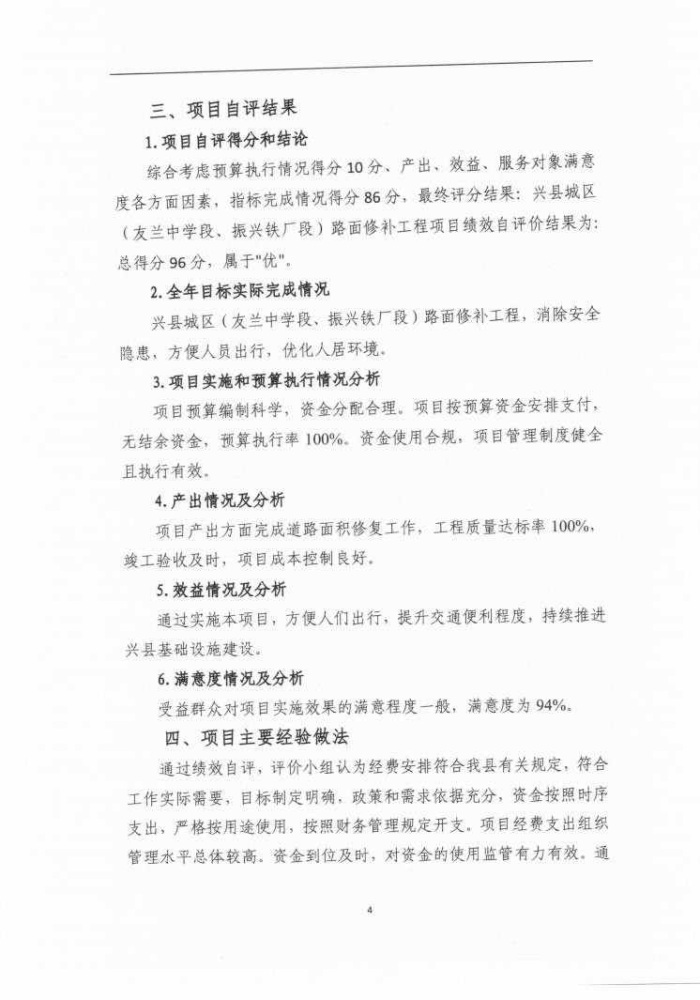 三、项目自评结果
1.项目自评得分和结论
综合考虑预算执行情况得分 10 分、产出、效益、服务对象满意
度各方面因素，指标完成情况得分 86 分，最终评分结果：兴县城区
（友兰中学段、振兴铁厂段）路面修补工程项目绩效自评价结果为：
总得分 96 分，属于"优"。
2.全年目标实际完成情况
兴县城区（友兰中学段、振兴铁厂段）路面修补工程，消除安全
隐患，方便人员出行，优化人居环境。
3.项目实施和预算执行情况分析
项目预算编制科学，资金分配合理。项目按预算资金安排支付，
无结余资金，预算执行率 100%。资金使用合规，项目管理制度健全
且执行有效。
4.产出情况及分析
项目产出方面完成道路面积修复工作，工程质量达标率 100%，
竣工验收及时，项目成本控制良好。
5.效益情况及分析
通过实施本项目，方便人们出行，提升交通便利程度，持续推进
兴县基础设施建设。
6.满意度情况及分析
受益群众对项目实施效果的满意程度一般，满意度为 94%。
四、项目主要经验做法
通过绩效自评，评价小组认为经费安排符合我县有关规定，符合
工作实际需要，目标制定明确，政策和需求依据充分，资金按照时序
支出，严格按用途使用，按照财务管理规定开支。项目经费支出组织
管理水平总体较高。资金到位及时，对资金的使用监管有力有效。通
4